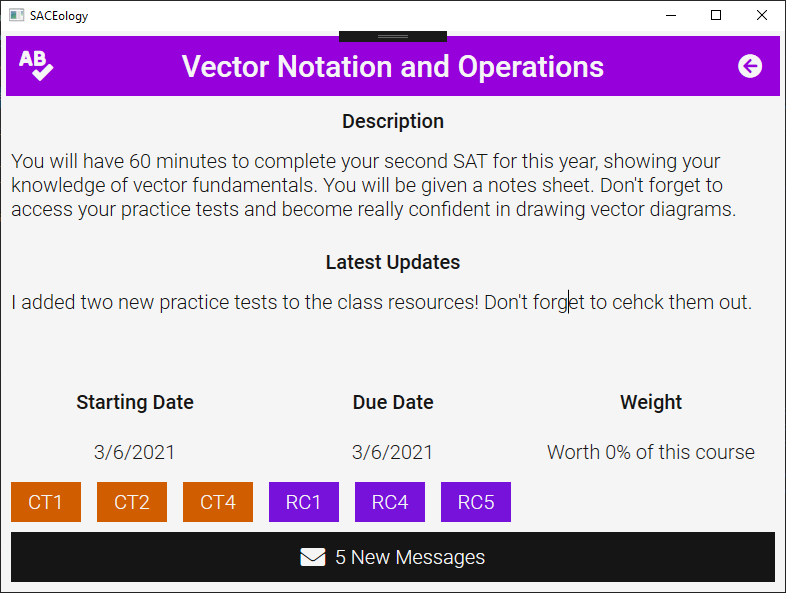 SACEology
AB
Vector Notation and Operations
Description
You will have 60 minutes to complete your second SAT for this year, showing your
knowledge of vector fundamentals. You will be given a notes sheet. Don't forget to
access your practice tests and become really confident in drawing vector diagrams.
Latest Updates
I added two new practice tests to the class resources! Don't forget to cehck them out.
Starting Date Due Date Weight
3/6/2021 3/6/2021 Worth 0% of this course
CT1 CT2 CT4 RC1 RC4 RC5
5 New Messages